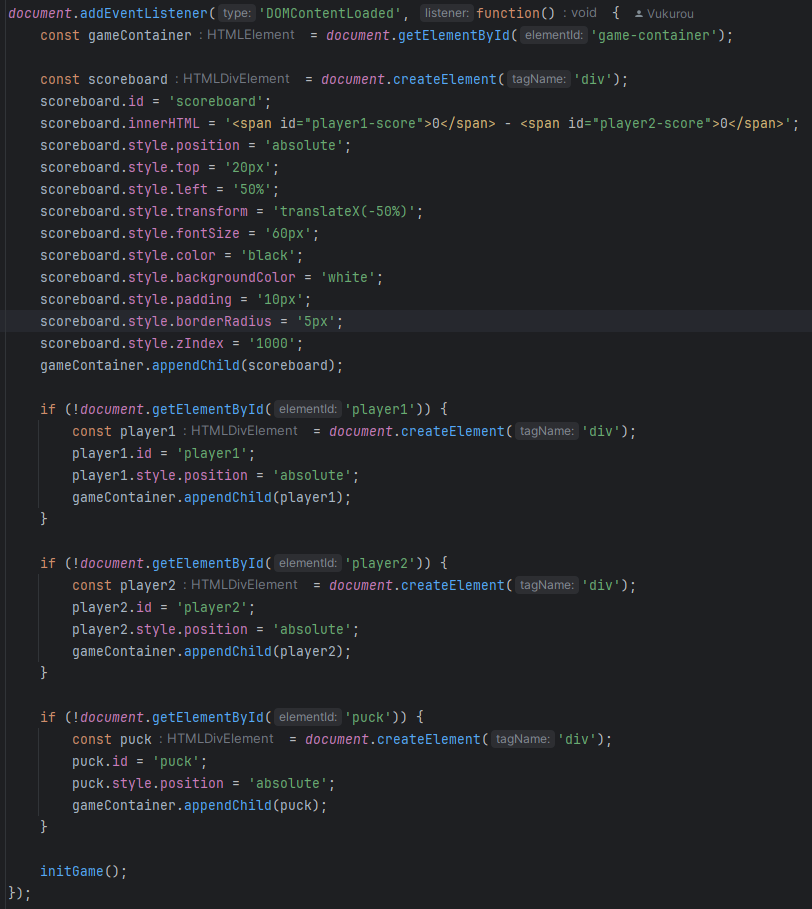 document.addEventListener( type: 'DOMContentLoaded', listener: function() : void { Vukurou
const gameContainer : HTMLElement = document.getElementById( elementId: 'game-container');
const scoreboard : HTMLDivElement = document.createElement( tagName: 'div');
scoreboard.id = 'scoreboard';
scoreboard.innerHTML = '<span id="player1-score">0</span> - <span id="player2-score">0</span>';
scoreboard.style.position = 'absolute';
scoreboard.style.top = '20px';
scoreboard.style.left = '50%';
scoreboard.style.transform = 'translateX(-50%)';
scoreboard.style.fontSize = '60px';
scoreboard.style.color = 'black';
scoreboard.style.backgroundColor = 'white';
scoreboard.style.padding = '10px';
scoreboard.style.borderRadius = '5px';
scoreboard.style.zIndex = '1000';
gameContainer.appendChild(scoreboard);
if (!document.getElementById( elementId: 'player1')) {
const player1 : HTMLDivElement = document.createElement( tagName: 'div');
player1.id = 'player1';
player1.style.position = 'absolute';
gameContainer.appendChild(player1);
}
if (!document.getElementById( elementId: 'player2')) {
const player2 : HTMLDivElement = document.createElement( tagName: 'div');
player2.id = 'player2';
player2.style.position = 'absolute';
gameContainer.appendChild(player2);
}
if (!document.getElementById( elementId: 'puck')) {
const puck : HTMLDivElement = document.createElement( tagName: 'div');
puck.id = 'puck';
puck.style.position = 'absolute';
gameContainer.appendChild(puck);
}
initGame();
});